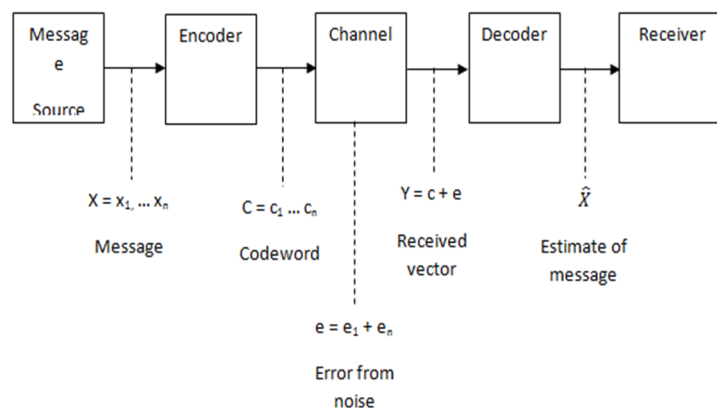 Messag
e
Source
Encoder
Channel
Decoder
Receiver
X = x₁, ... xₙ
Message
C = c₁ ... cₙ
Codeword
Y = c + e
Received
vector
X̂
Estimate of
message
e = e₁ + eₙ
Error from
noise